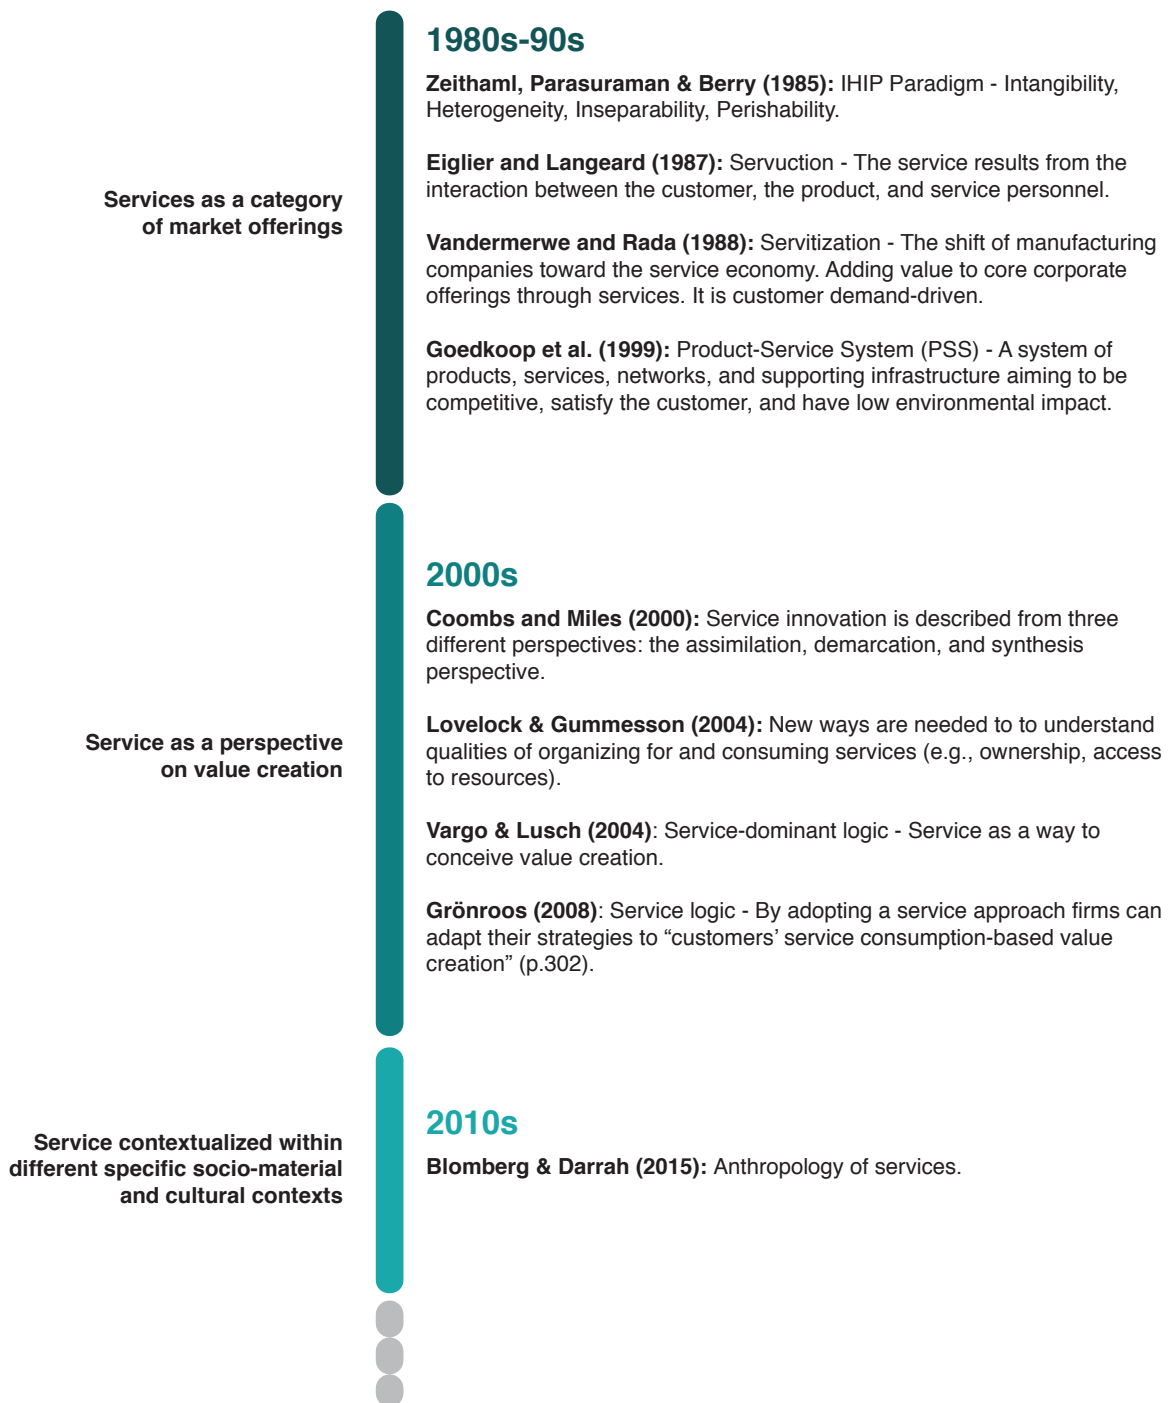 1980s-90s
Zeithaml, Parasuraman & Berry (1985): IHIP Paradigm - Intangibility,
Heterogeneity, Inseparability, Perishability.
Eiglier and Langeard (1987): Servuction - The service results from the
interaction between the customer, the product, and service personnel.
Services as a category
of market offerings
Vandermerwe and Rada (1988): Servitization - The shift of manufacturing
companies toward the service economy. Adding value to core corporate
offerings through services. It is customer demand-driven.
Goedkoop et al. (1999): Product-Service System (PSS) - A system of
products, services, networks, and supporting infrastructure aiming to be
competitive, satisfy the customer, and have low environmental impact.
2000s
Coombs and Miles (2000): Service innovation is described from three
different perspectives: the assimilation, demarcation, and synthesis
perspective.
Lovelock & Gummesson (2004): New ways are needed to to understand
qualities of organizing for and consuming services (e.g., ownership, access
to resources).
Service as a perspective
on value creation
Vargo & Lusch (2004): Service-dominant logic - Service as a way to
conceive value creation.
Grönroos (2008): Service logic - By adopting a service approach firms can
adapt their strategies to “customers’ service consumption-based value
creation” (p.302).
2010s
Service contextualized within
different specific socio-material
and cultural contexts
Blomberg & Darrah (2015): Anthropology of services.